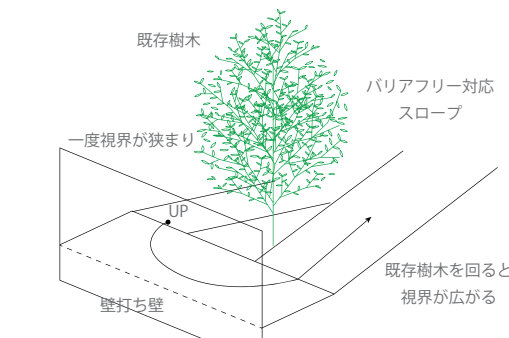 既存樹木
バリアフリー対応
スロープ
一度視界が狭まり
UP
既存樹木を回ると
視界が広がる
壁打ち壁